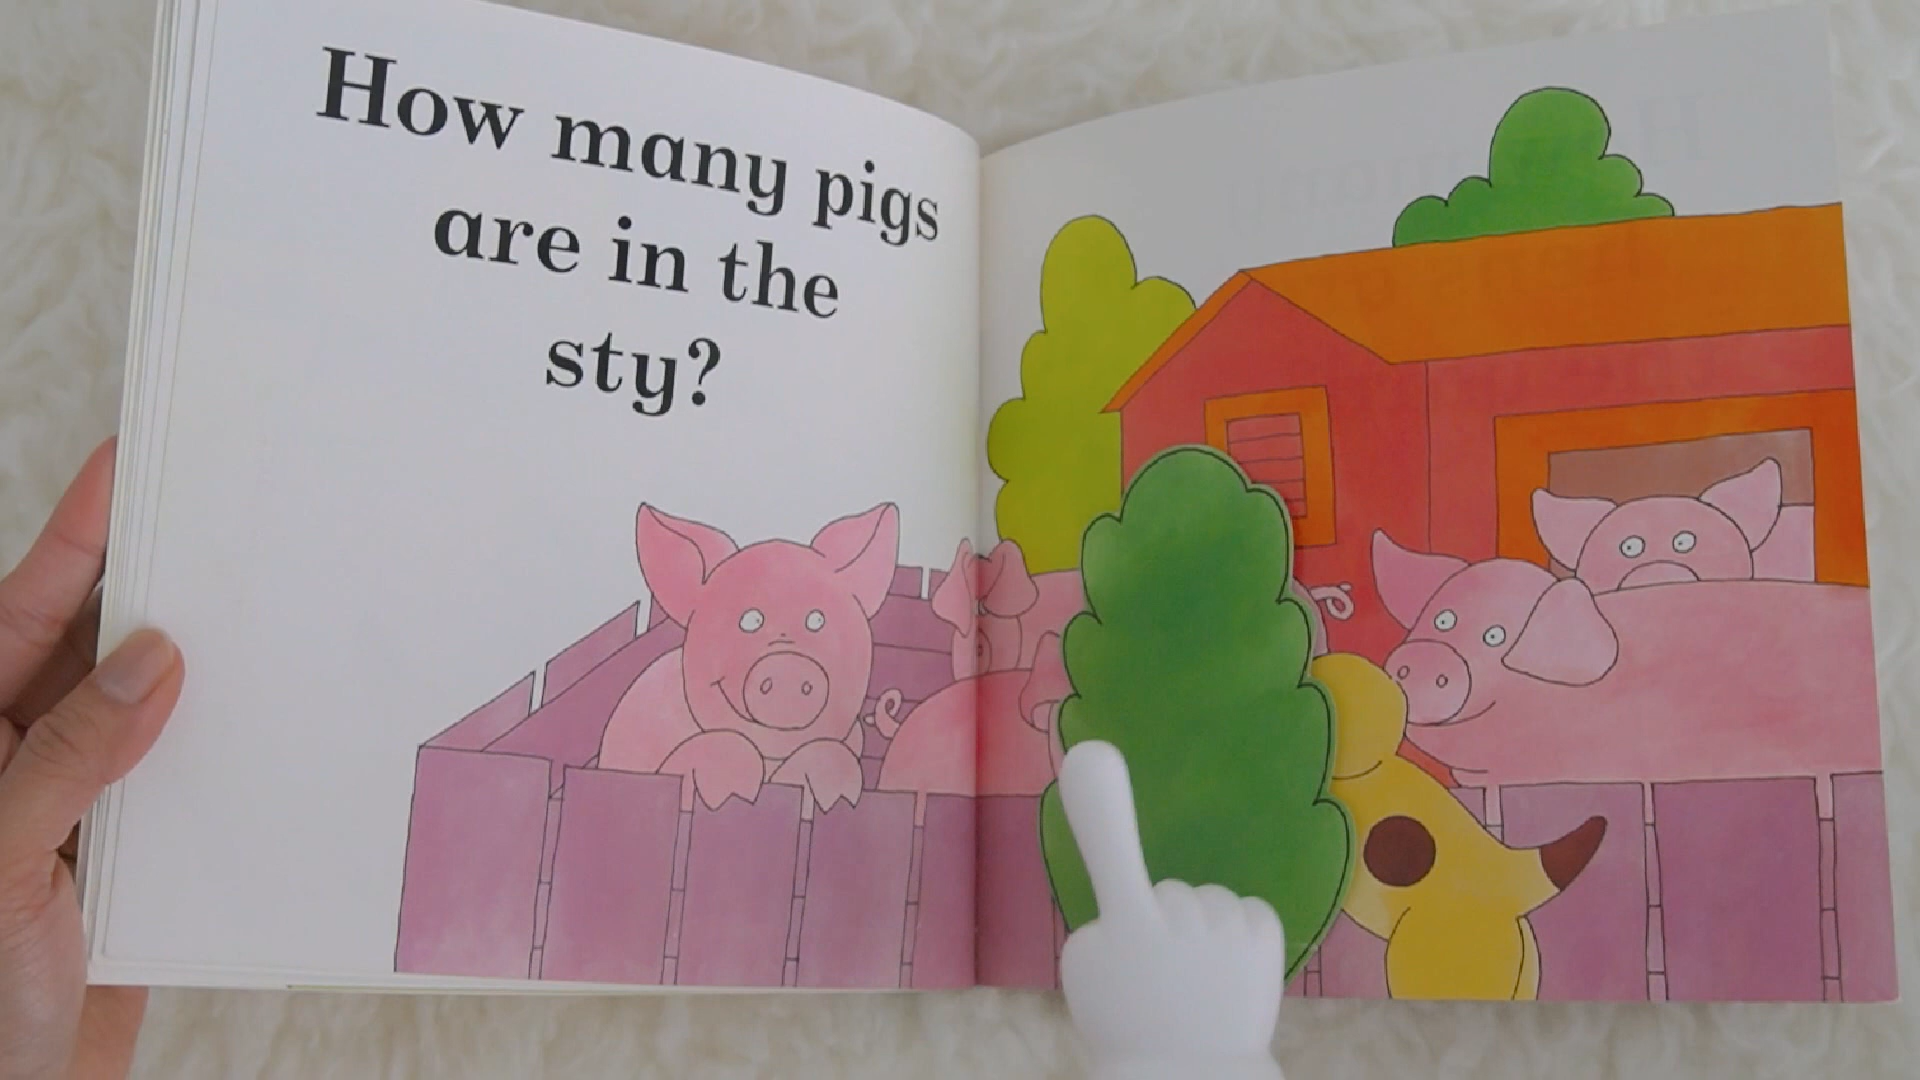 How many pigs
are in the
sty?